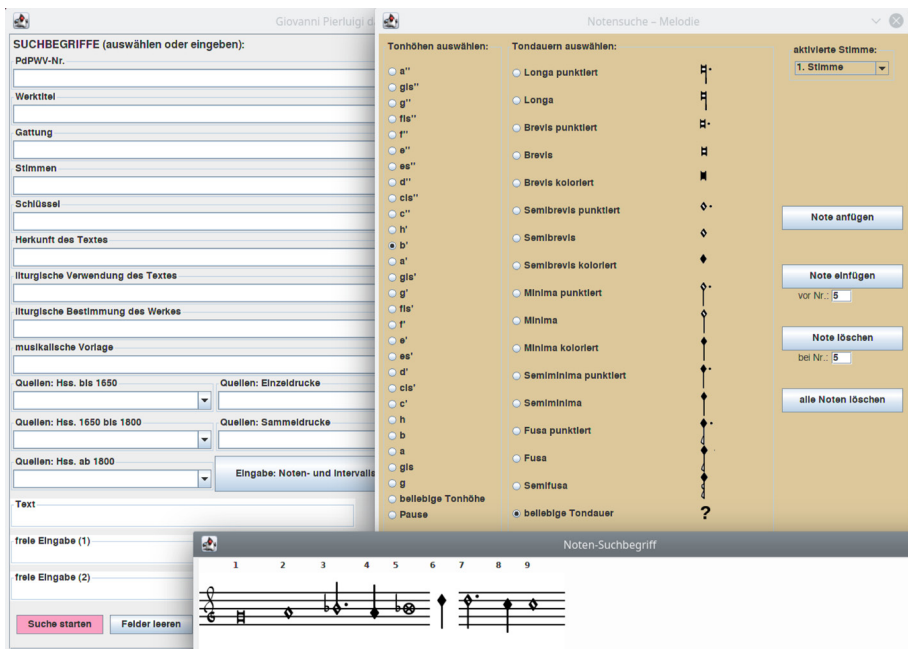 Giovanni Pierluigi d
Notensuche – Melodie
SUCHBEGRIFFE (auswählen oder eingeben):
PdPWV-Nr.
Werktitel
Gattung
Stimmen
Schlüssel
Herkunft des Textes
liturgische Verwendung des Textes
liturgische Bestimmung des Werkes
musikalische Vorlage
Quellen: Hss. bis 1650
Quellen: Einzeldrucke
Quellen: Hss. 1650 bis 1800
Quellen: Sammeldrucke
Quellen: Hss. ab 1800
Eingabe: Noten- und Intervalls
Text
freie Eingabe (1)
freie Eingabe (2)
Suche starten
Felder leeren
Tonhöhen auswählen:
a''
gis''
g''
fis''
f''
e''
es''
d''
cis''
c''
h'
b'
a'
gis'
g'
fis'
f'
e'
es'
d'
cis'
c'
h
b
a
gis
g
beliebige Tonhöhe
Pause
Tondauern auswählen:
Longa punktiert
Longa
Brevis punktiert
Brevis
Brevis koloriert
Semibrevis punktiert
Semibrevis
Semibrevis koloriert
Minima punktiert
Minima
Minima koloriert
Semiminima punktiert
Semiminima
Fusa punktiert
Fusa
Semifusa
beliebige Tondauer
?
aktivierte Stimme:
1. Stimme
Note anfügen
Note einfügen
vor Nr.: 5
Note löschen
bei Nr.: 5
alle Noten löschen
Noten-Suchbegriff
1 2 3 4 5 6 7 8 9